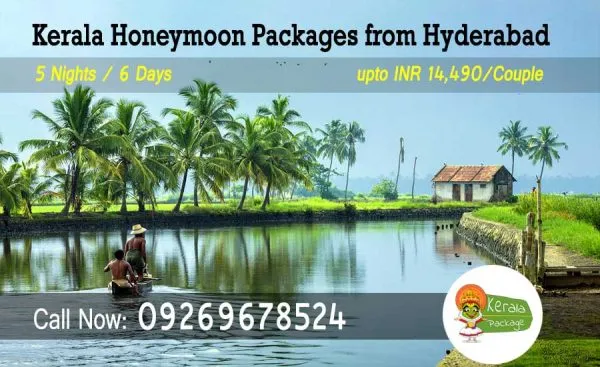 Kerala Honeymoon Packages from Hyderabad
5 Nights / 6 Days
upto INR 14,490/Couple
Call Now: 09269678524
Kerala
Package